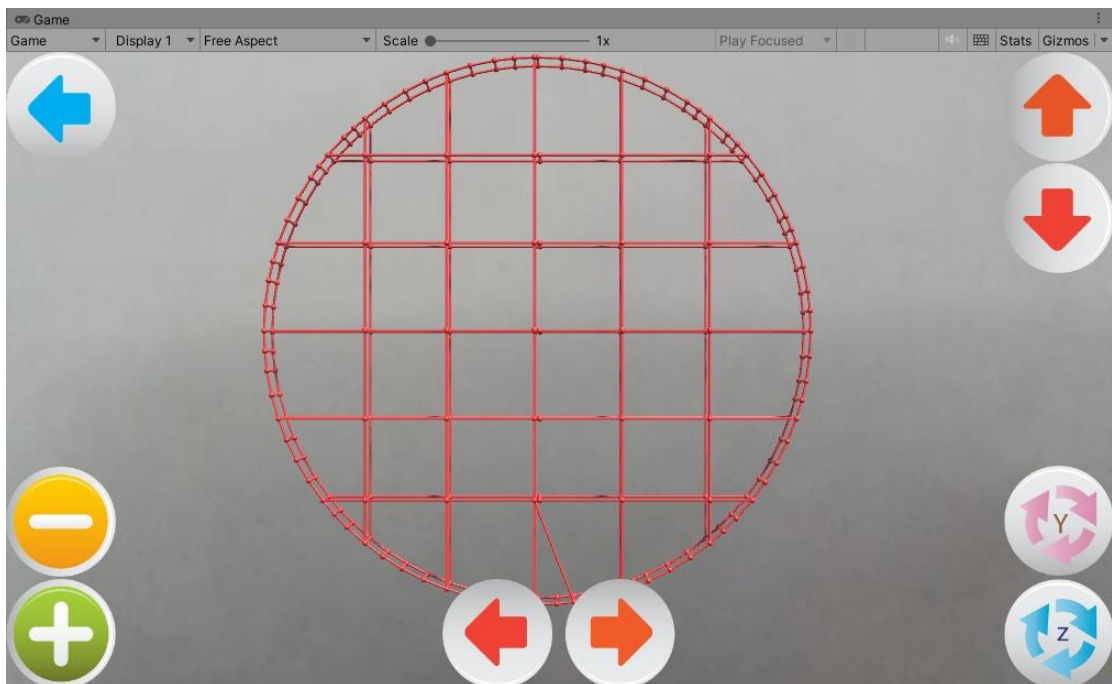 Game
Game Display 1 Free Aspect Scale 1x Play Focused Stats Gizmos
Y
Z